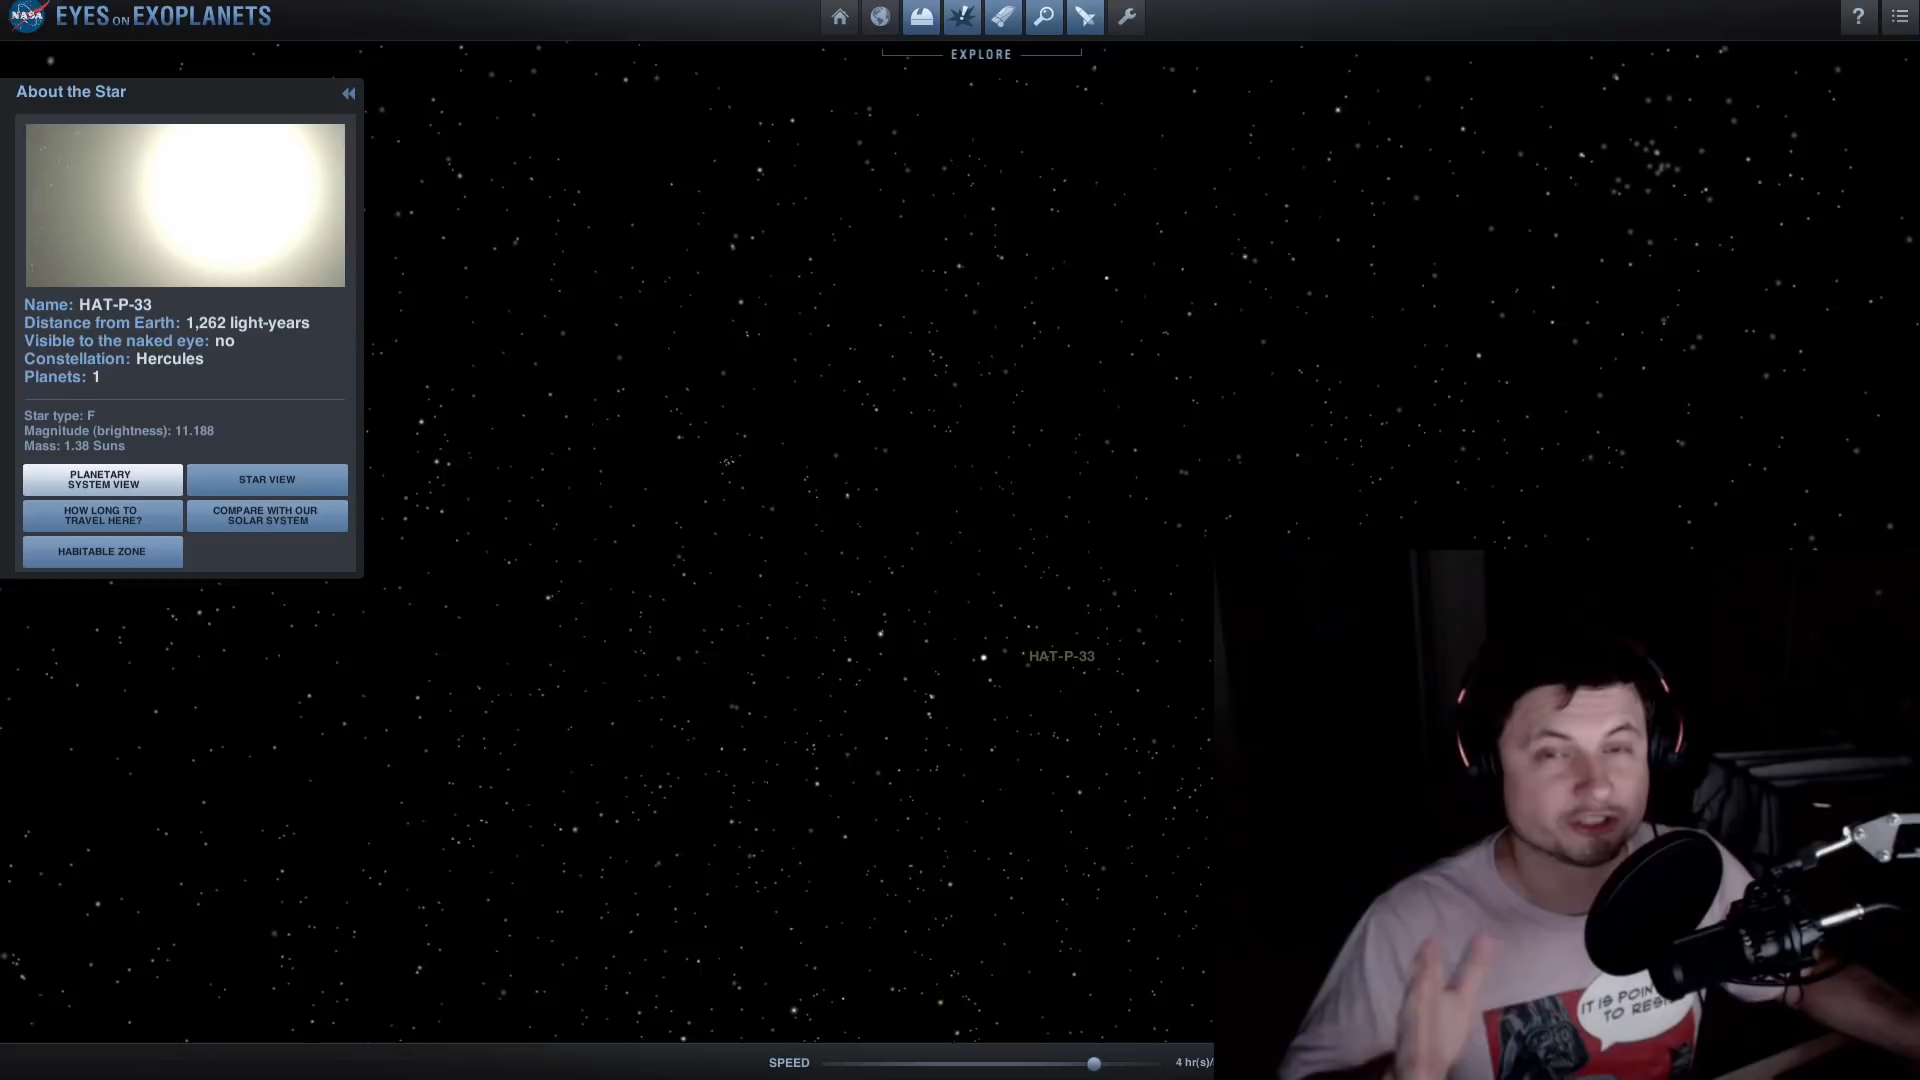 NASA
EYES ON EXOPLANETS
?
EXPLORE
About the Star
Name: HAT-P-33
Distance from Earth: 1,262 light-years
Visible to the naked eye: no
Constellation: Hercules
Planets: 1
Star type: F
Magnitude (brightness): 11.188
Mass: 1.38 Suns
PLANETARY
SYSTEM VIEW
STAR VIEW
HOW LONG TO
TRAVEL HERE?
COMPARE WITH OUR
SOLAR SYSTEM
HABITABLE ZONE
HAT-P-33
IT IS
TO
SPEED
4 hr(s)/